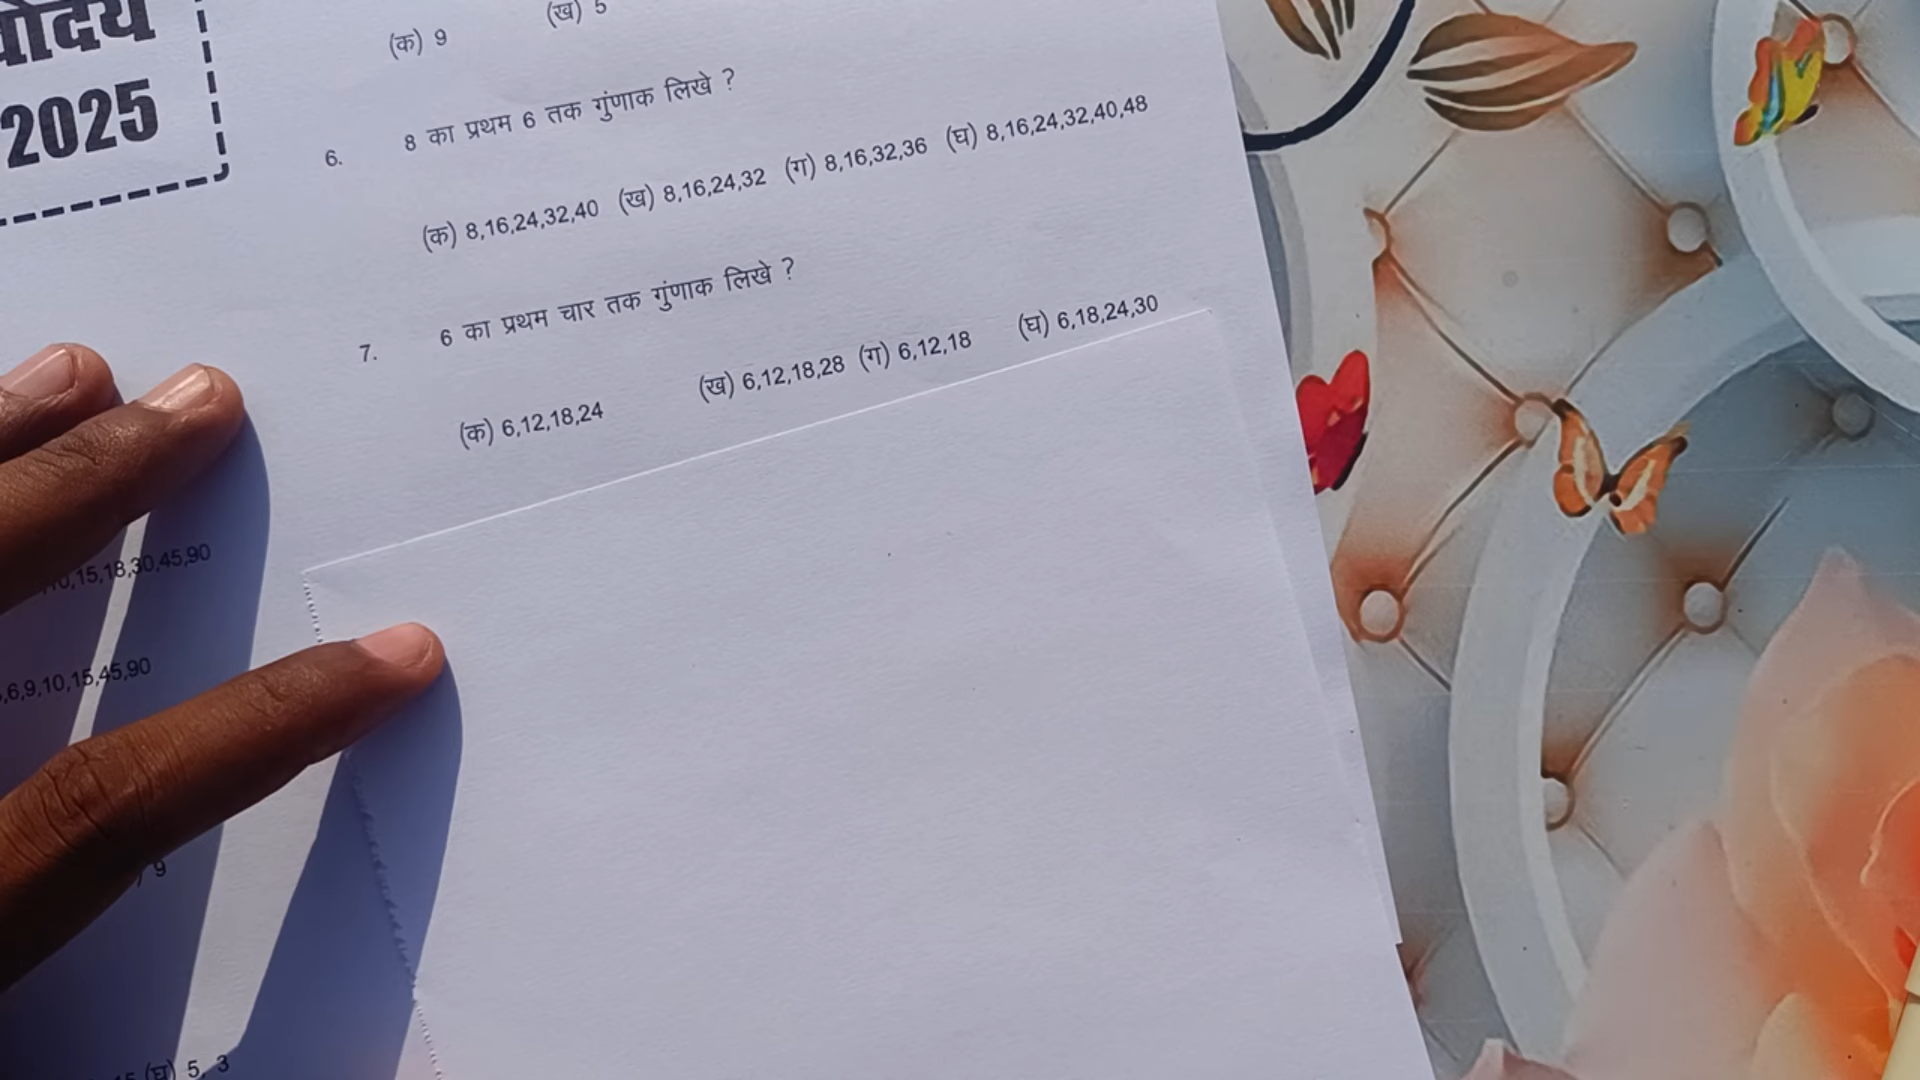 2025
(क) 9 (ख) 5
6. 8 का प्रथम 6 तक गुंणाक लिखे ?
(क) 8,16,24,32,40 (ख) 8,16,24,32 (ग) 8,16,32,36 (घ) 8,16,24,32,40,48
7. 6 का प्रथम चार तक गुंणाक लिखे ?
(क) 6,12,18,24 (ख) 6,12,18,28 (ग) 6,12,18 (घ) 6,18,24,30
,15,18,30,45,90
,6,9,10,15,45,90
) 9
(घ) 5, 3